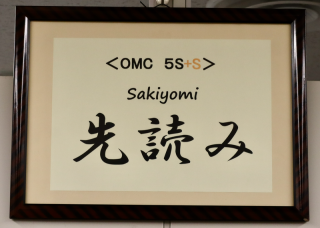 ＜OMC 5S+S＞
Sakiyomi
先読み